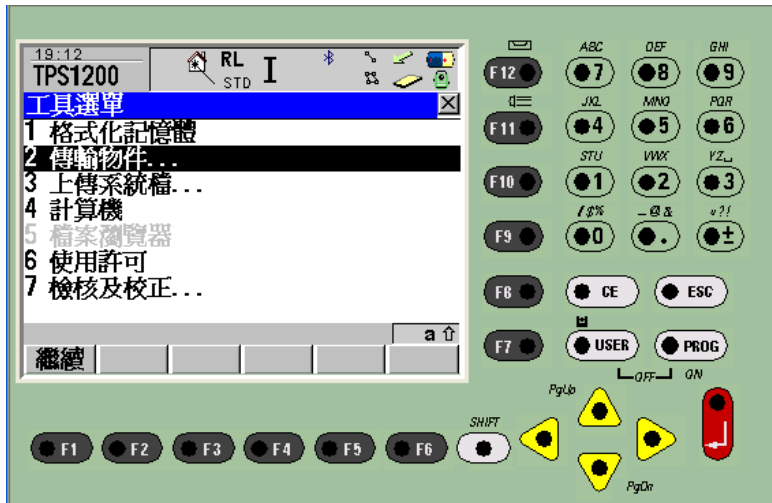 19:12
TPS1200
RL
STD
I
工具選單
1 格式化記憶體
2 傳輸物件...
3 上傳系統檔...
4 計算機
5 檔案瀏覽器
6 使用許可
7 檢核及校正...
a ⇧
繼續
F12
ABC
DEF
GHI
7
8
9
F11
JKL
MNO
PQR
4
5
6
F10
STU
VWX
YZ␣
1
2
3
F9
/$%
_@&
*?!
0
.
±
F8
CE
ESC
F7
USER
PROG
OFF
ON
PgUp
SHIFT
F1
F2
F3
F4
F5
F6
PgDn